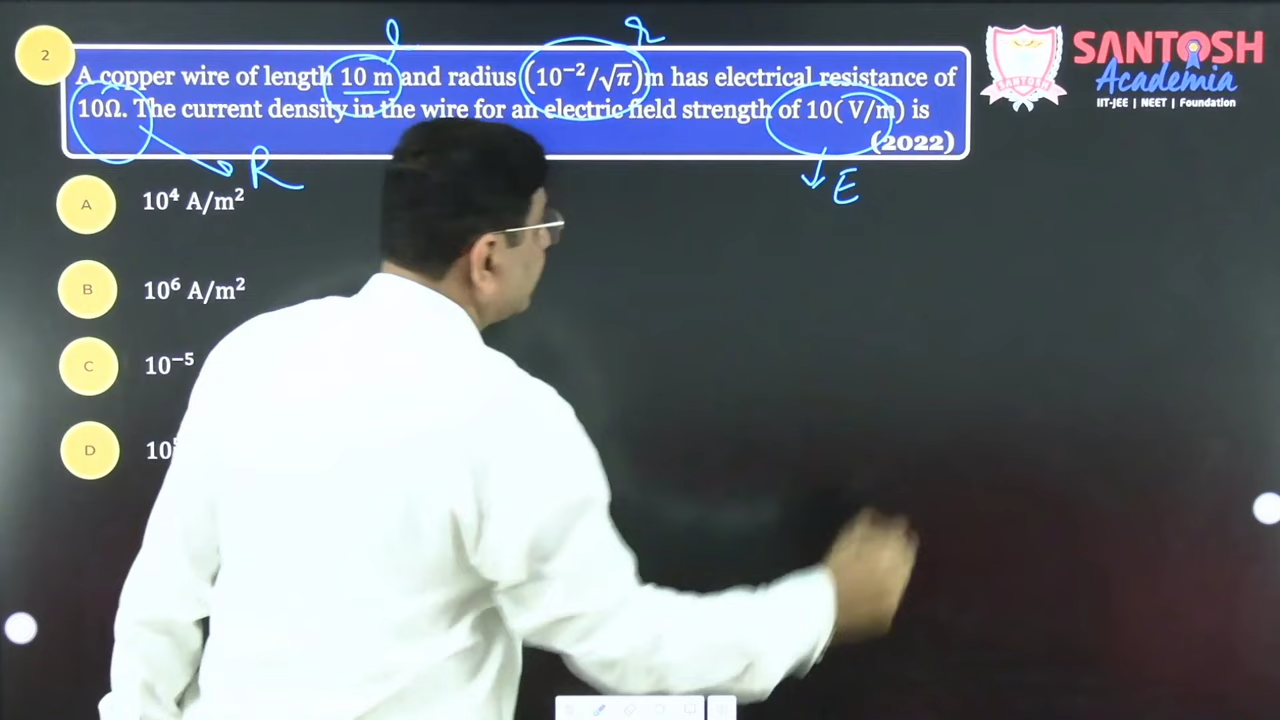 2
A copper wire of length 10 m and radius (10⁻²/√π)m has electrical resistance of
10Ω. The current density in the wire for an electric field strength of 10( V/m) is
(2022)
l
r
R
E
A 10⁴ A/m²
B 10⁶ A/m²
C 10⁻⁵
D
SANTOSH
SANTOSH
Academia
IIT-JEE | NEET | Foundation